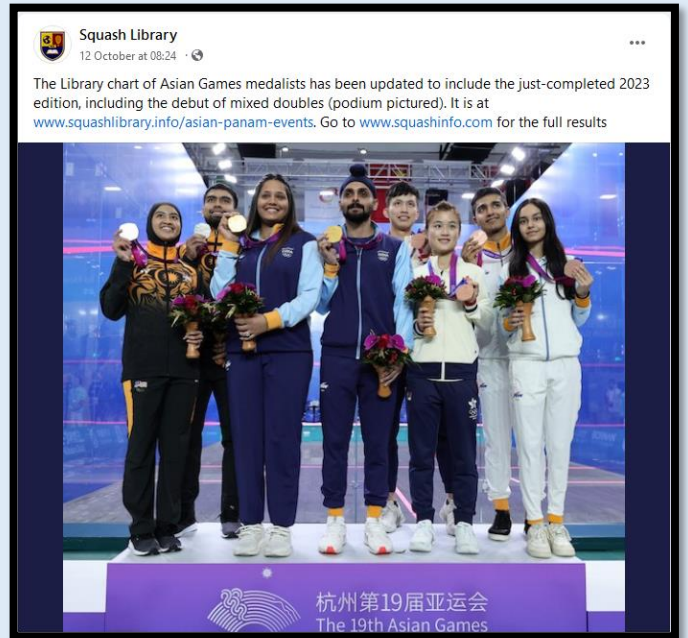 Squash Library
12 October at 08:24 ·
The Library chart of Asian Games medalists has been updated to include the just-completed 2023
edition, including the debut of mixed doubles (podium pictured). It is at
www.squashlibrary.info/asian-panam-events. Go to www.squashinfo.com for the full results
杭州第19届亚运会
The 19th Asian Games